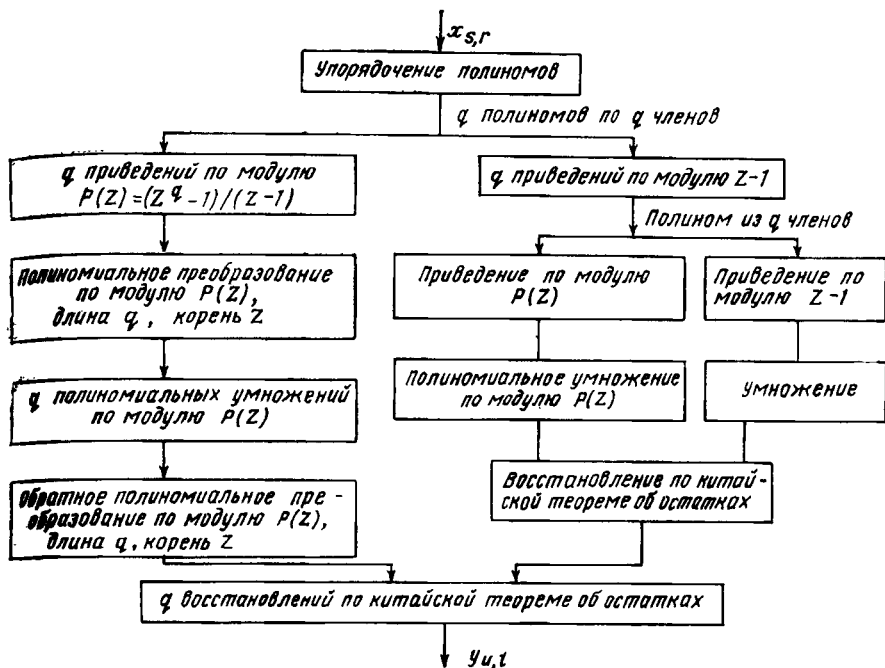 x s,r
Упорядочение полиномов
q полиномов по q членов
q приведений по модулю
P(Z)=(Z^q-1)/(Z-1)
q приведений по модулю Z-1
Полином из q членов
Полиномиальное преобразование
по модулю P(Z),
длина q, корень Z
Приведение по модулю
P(Z)
Приведение по
модулю Z-1
q полиномиальных умножений
по модулю P(Z)
Полиномиальное умножение
по модулю P(Z)
Умножение
Обратное полиномиальное пре-
образование по модулю P(Z),
длина q, корень Z
Восстановление по китай-
ской теореме об остатках
q восстановлений по китайской теореме об остатках
y u,l